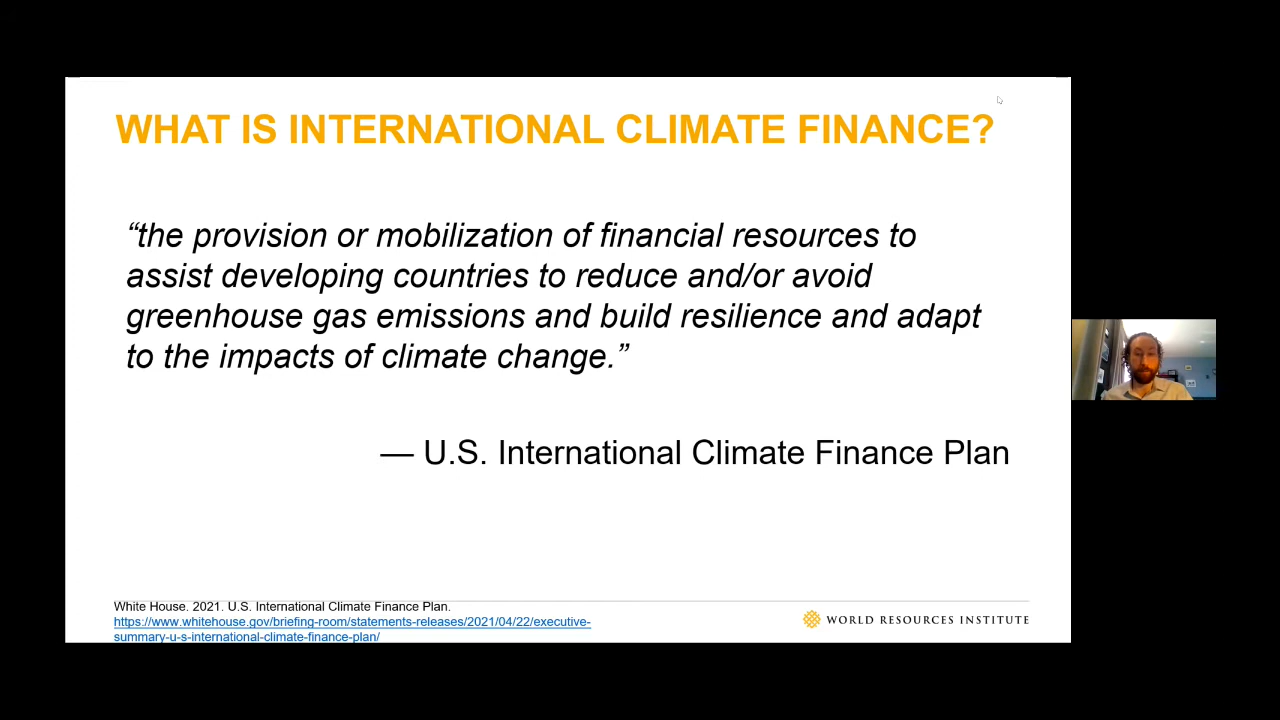 WHAT IS INTERNATIONAL CLIMATE FINANCE?
“the provision or mobilization of financial resources to
assist developing countries to reduce and/or avoid
greenhouse gas emissions and build resilience and adapt
to the impacts of climate change.”
— U.S. International Climate Finance Plan
White House. 2021. U.S. International Climate Finance Plan.
https://www.whitehouse.gov/briefing-room/statements-releases/2021/04/22/executive-
summary-u-s-international-climate-finance-plan/
WORLD RESOURCES INSTITUTE